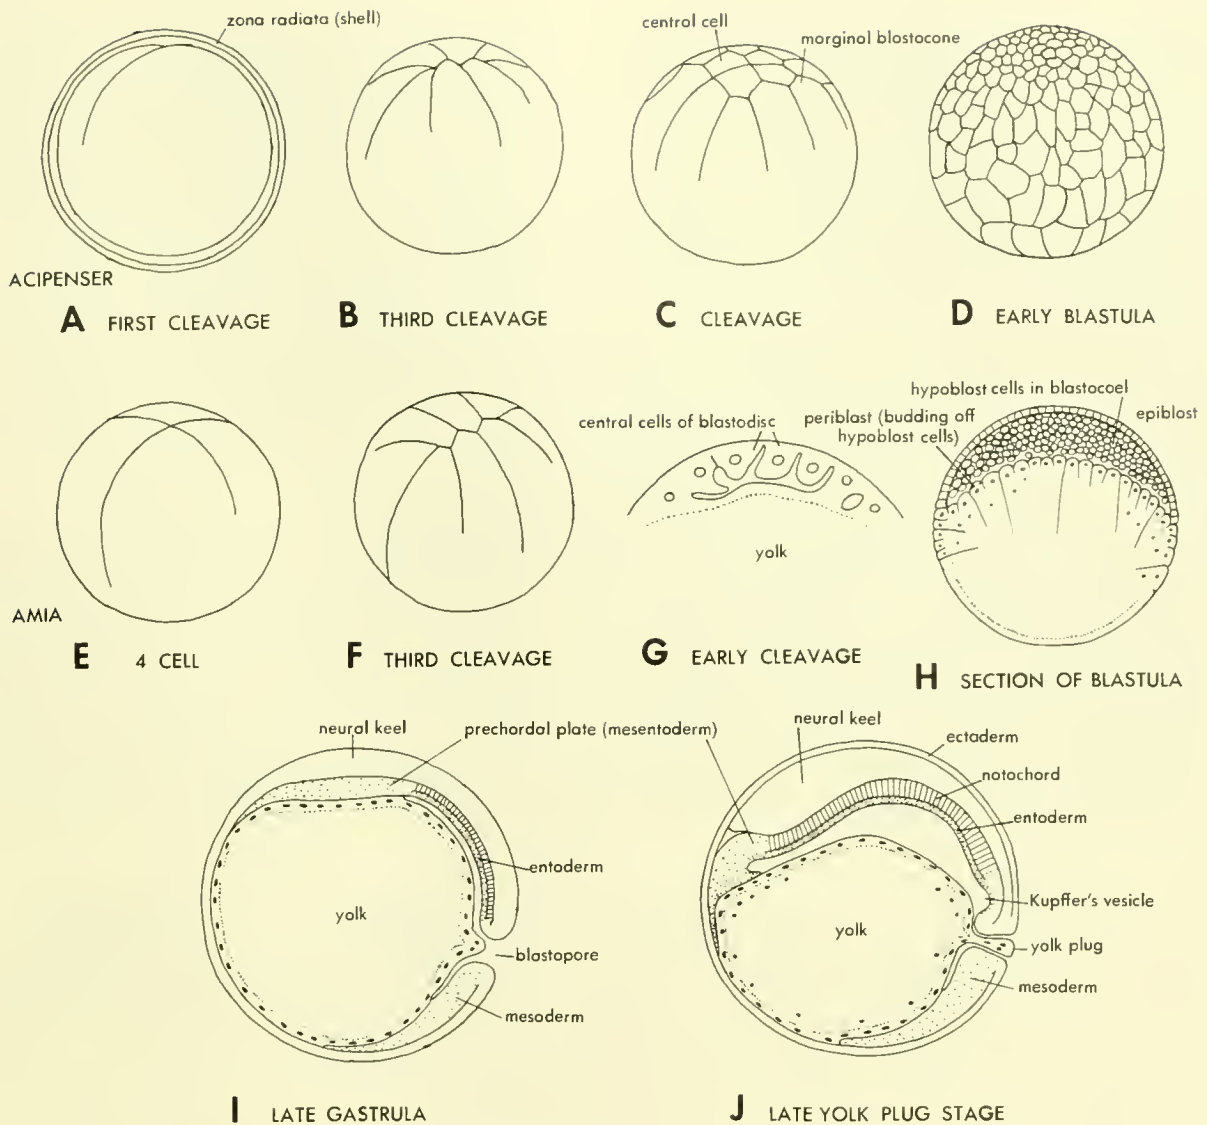 zona radiata (shell)
central cell
morginol blostocone
ACIPENSER
A FIRST CLEAVAGE
B THIRD CLEAVAGE
C CLEAVAGE
D EARLY BLASTULA
hypoblast cells in blastocoel
central cells of blastodisc
periblast (budding off
hypoblast cells)
epiblast
yolk
AMIA
E 4 CELL
F THIRD CLEAVAGE
G EARLY CLEAVAGE
H SECTION OF BLASTULA
neural keel
prechordal plate (mesentoderm)
neural keel
ectaderm
notochord
entoderm
entoderm
yolk
Kupffer's vesicle
yolk
blastopore
yolk plug
mesoderm
mesoderm
I LATE GASTRULA
J LATE YOLK PLUG STAGE